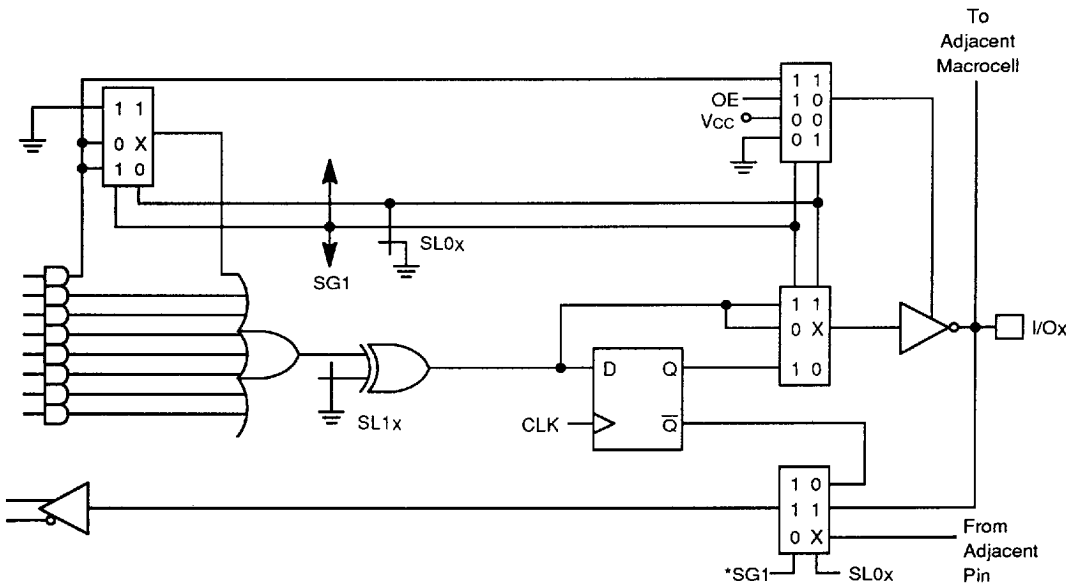 To
Adjacent
Macrocell
1 1
OE 1 0
VCC 0 0
0 1
1 1
0 X
1 0
SL0x
SG1
1 1
0 X
1 0
I/Ox
D Q
SL1x
CLK Q
1 0
1 1
0 X
From
Adjacent
Pin
*SG1 SL0x